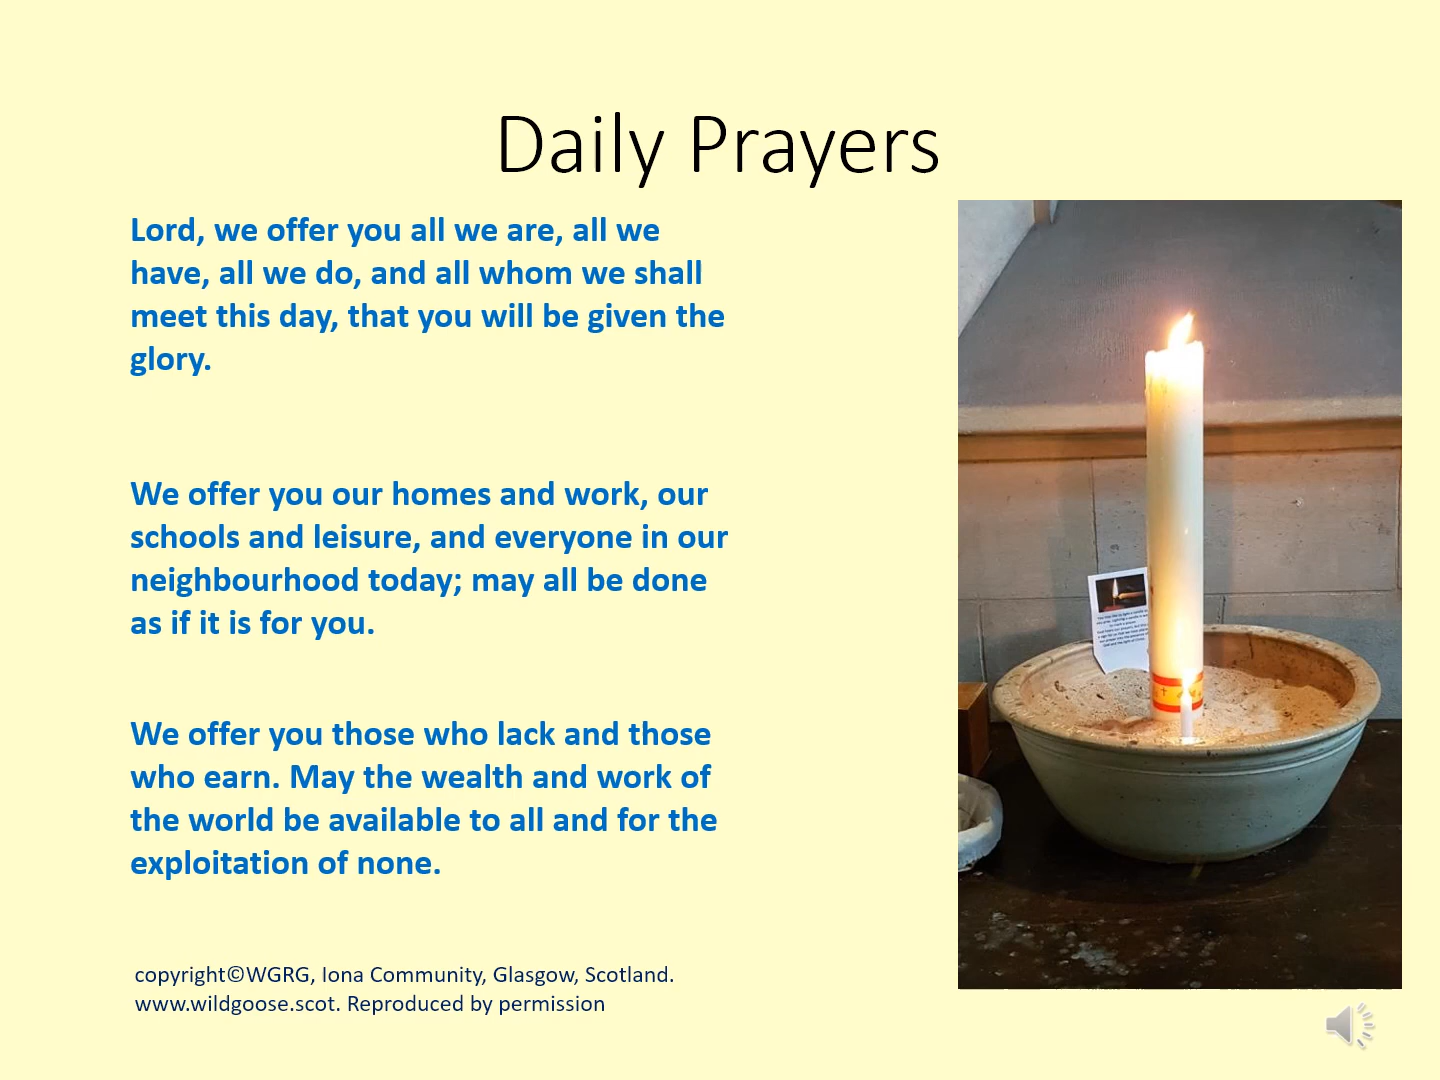 Daily Prayers
Lord, we offer you all we are, all we
have, all we do, and all whom we shall
meet this day, that you will be given the
glory.
We offer you our homes and work, our
schools and leisure, and everyone in our
neighbourhood today; may all be done
as if it is for you.
We offer you those who lack and those
who earn. May the wealth and work of
the world be available to all and for the
exploitation of none.
copyright©WGRG, Iona Community, Glasgow, Scotland.
www.wildgoose.scot. Reproduced by permission